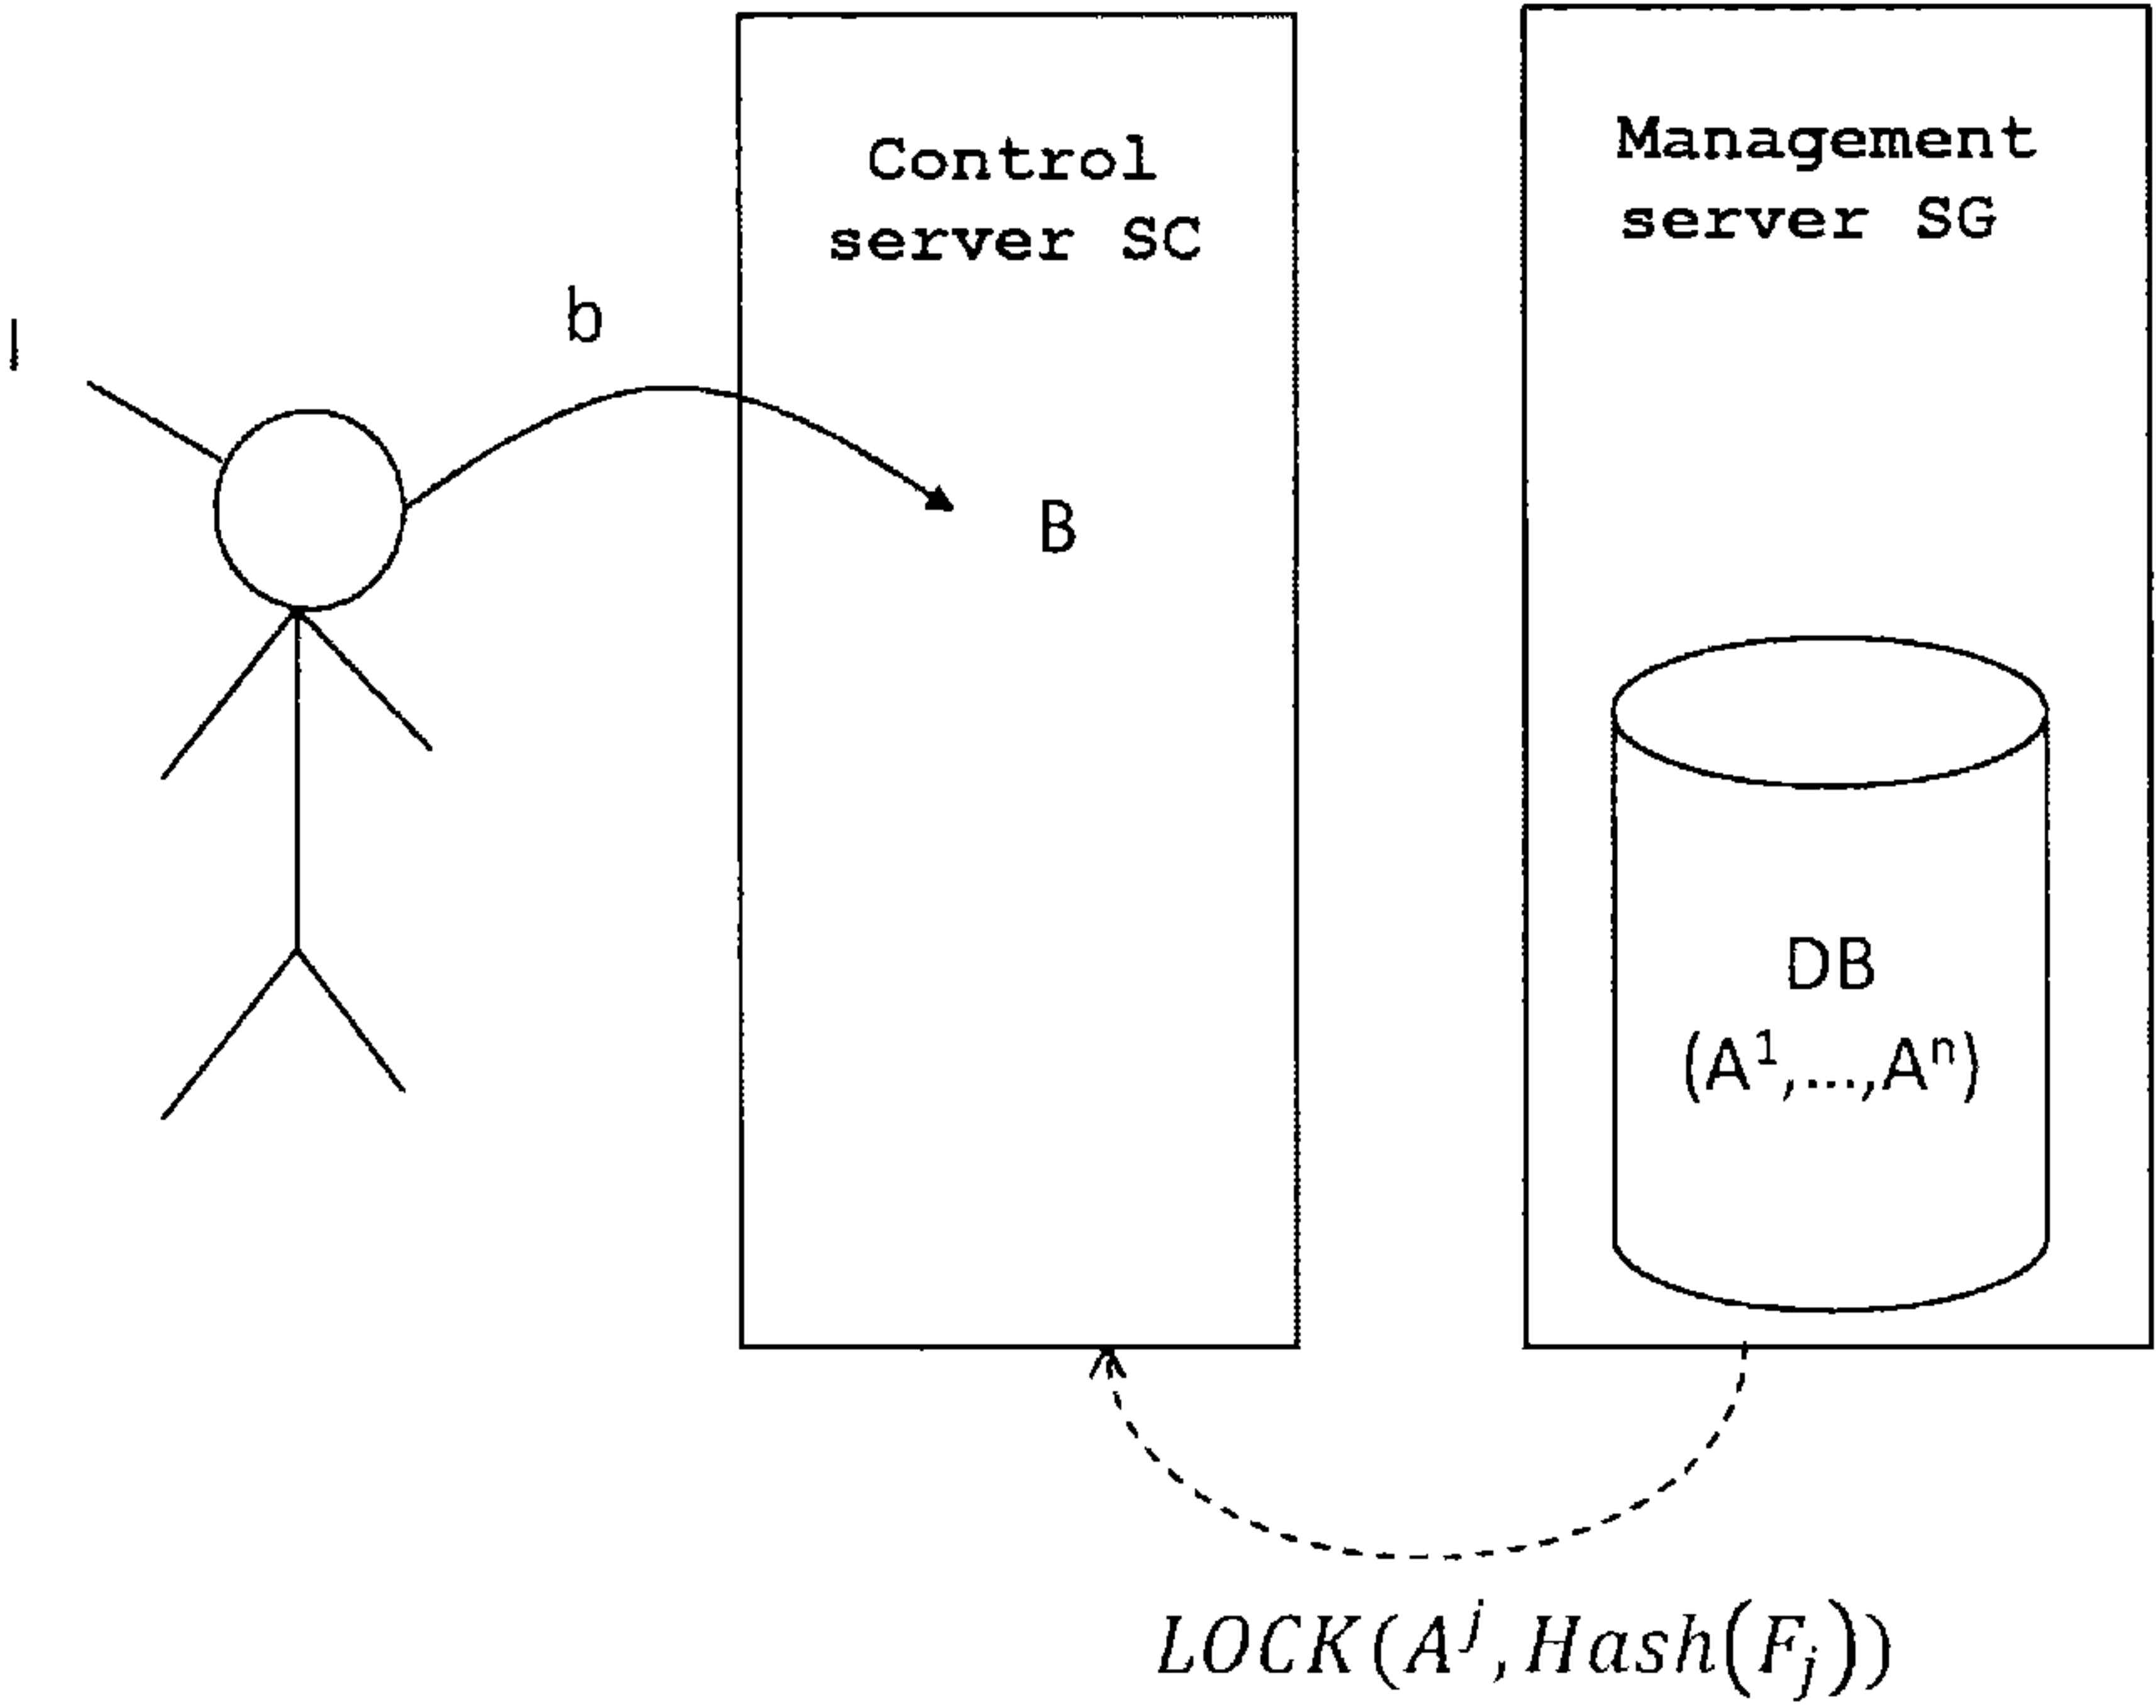 Control
server SC
Management
server SG
I
b
B
DB
(A¹,...,Aⁿ)
LOCK(Aʲ,Hash(Fⱼ))